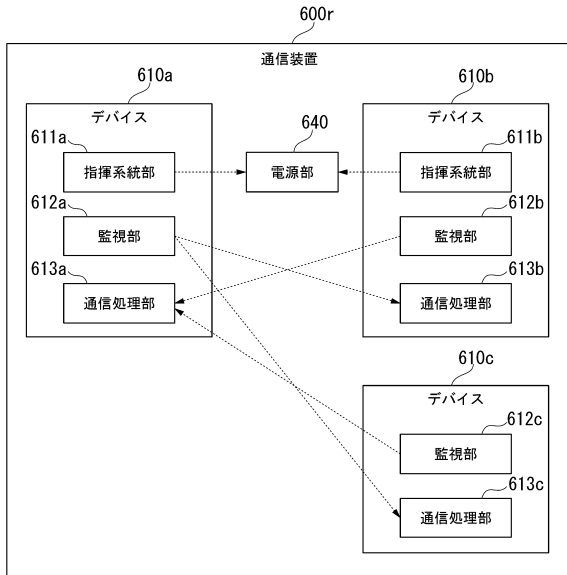 600r
通信装置
610a
デバイス
611a
指揮系統部
612a
監視部
613a
通信処理部
640
電源部
610b
デバイス
611b
指揮系統部
612b
監視部
613b
通信処理部
610c
デバイス
612c
監視部
613c
通信処理部